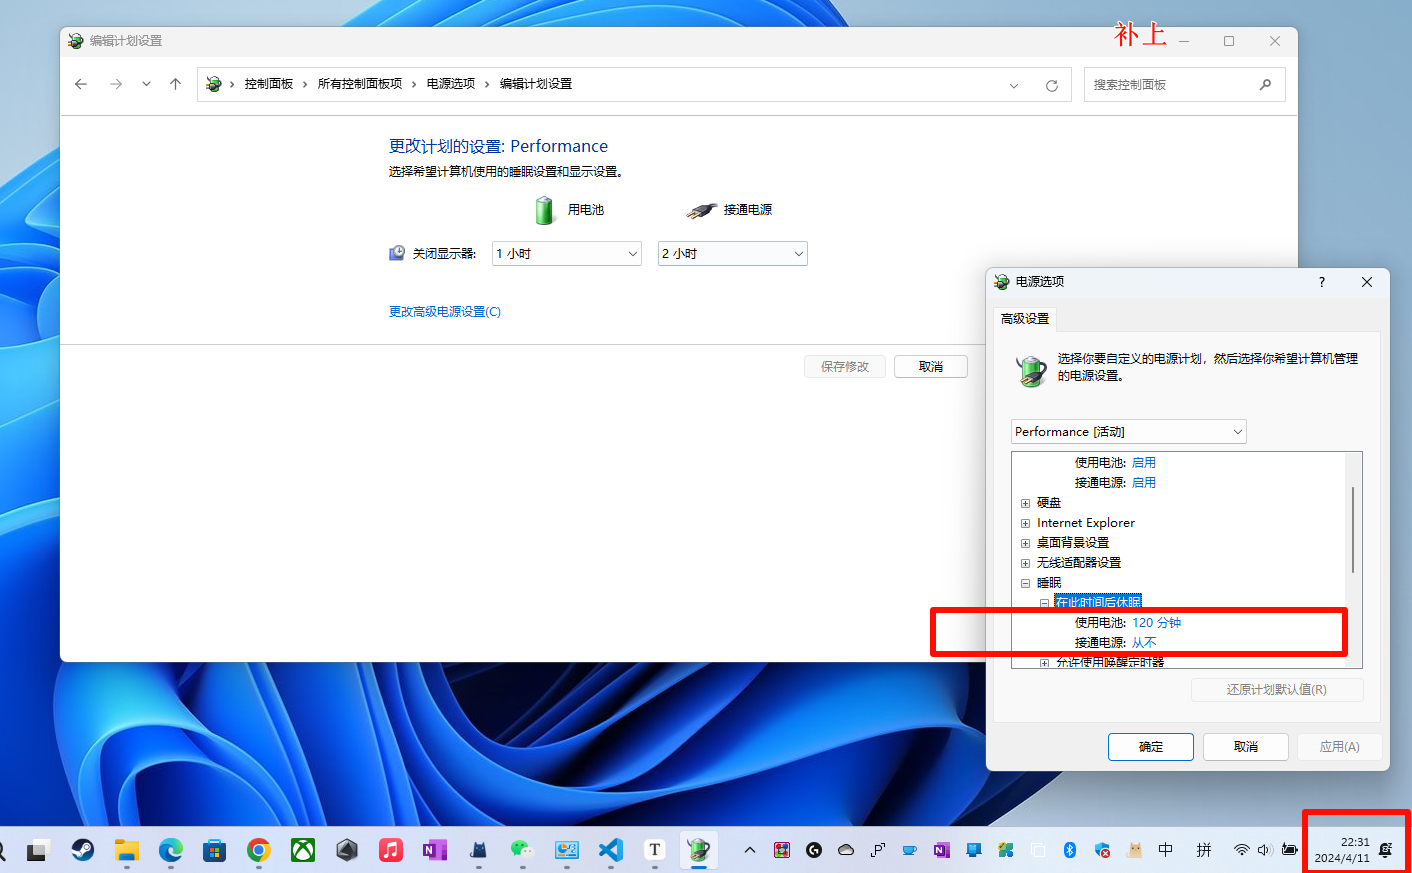 补上
编辑计划设置
控制面板 › 所有控制面板项 › 电源选项 › 编辑计划设置
搜索控制面板
更改计划的设置: Performance
选择希望计算机使用的睡眠设置和显示设置。
用电池
接通电源
关闭显示器: 1 小时 2 小时
更改高级电源设置(C)
保存修改 取消
电源选项
?
高级设置
选择你要自定义的电源计划，然后选择你希望计算机管理
的电源设置。
Performance [活动]
使用电池: 启用
接通电源: 启用
硬盘
Internet Explorer
桌面背景设置
无线适配器设置
睡眠
在此时间后休眠
使用电池: 120 分钟
接通电源: 从不
允许使用唤醒定时器
还原计划默认值(R)
确定 取消 应用(A)
中 拼
22:31
2024/4/11